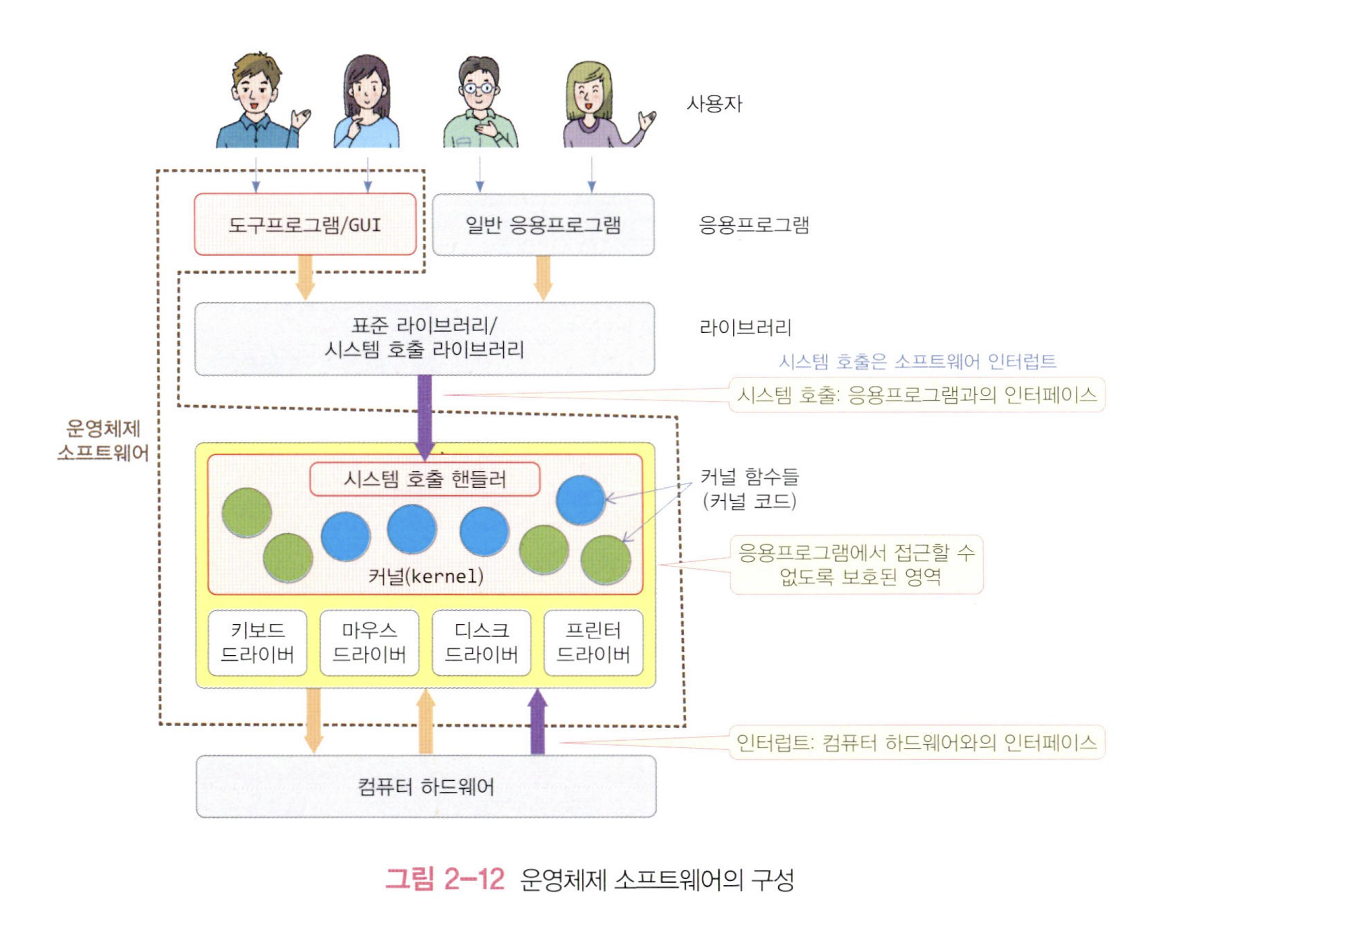 사용자
도구프로그램/GUI
일반 응용프로그램
응용프로그램
표준 라이브러리/
시스템 호출 라이브러리
라이브러리
시스템 호출은 소프트웨어 인터럽트
시스템 호출: 응용프로그램과의 인터페이스
운영체제
소프트웨어
시스템 호출 핸들러
커널 함수들
(커널 코드)
커널(kernel)
응용프로그램에서 접근할 수
없도록 보호된 영역
키보드
드라이버
마우스
드라이버
디스크
드라이버
프린터
드라이버
인터럽트: 컴퓨터 하드웨어와의 인터페이스
컴퓨터 하드웨어
그림 2-12 운영체제 소프트웨어의 구성